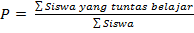 P = ∑ Siswa yang tuntas belajar / ∑ Siswa